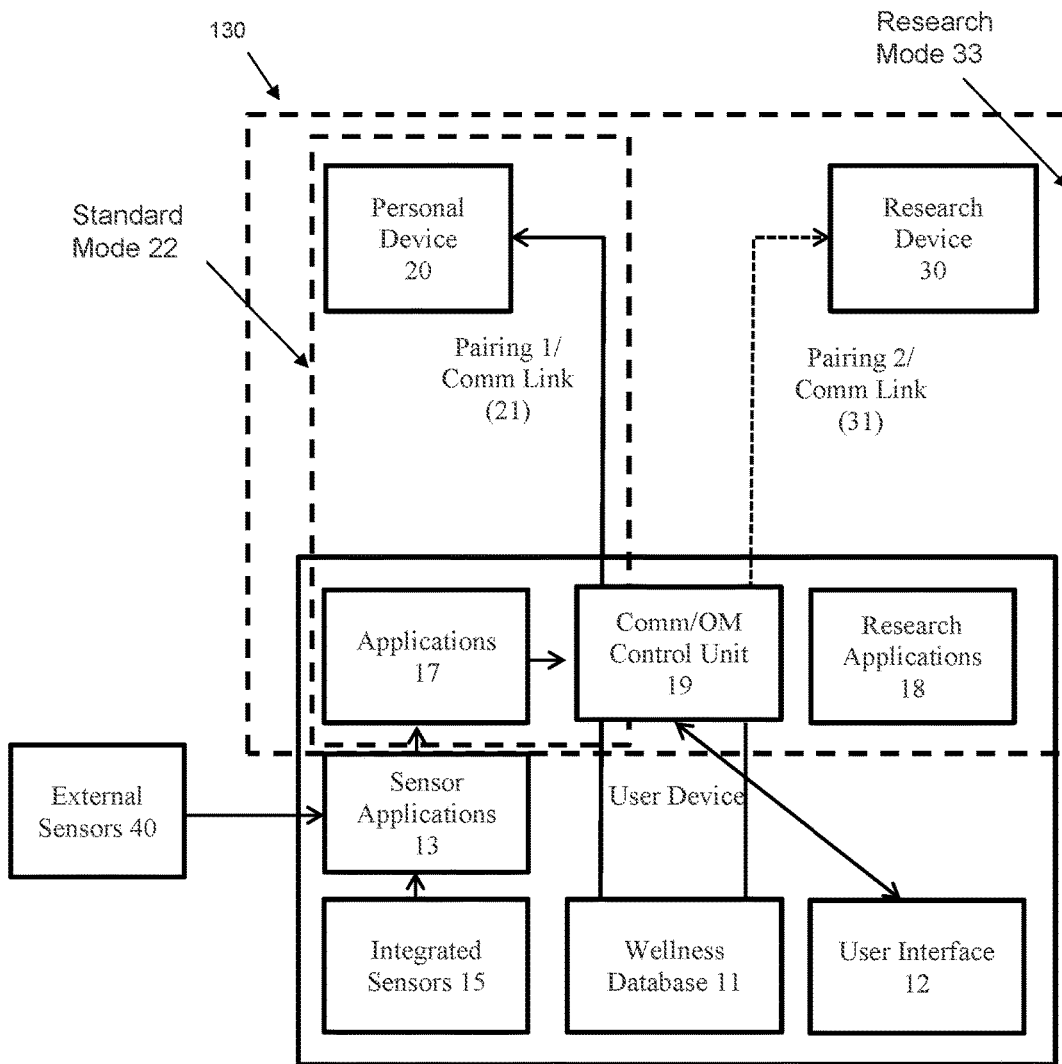 130
Research
Mode 33
Standard
Mode 22
Personal
Device
20
Research
Device
30
Pairing 1/
Comm Link
(21)
Pairing 2/
Comm Link
(31)
Applications
17
Comm/OM
Control Unit
19
Research
Applications
18
External
Sensors 40
Sensor
Applications
13
User Device
Integrated
Sensors 15
Wellness
Database 11
User Interface
12